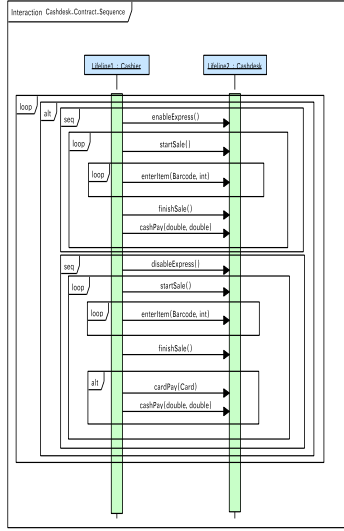 Interaction Cashdesk.Contract.Sequence
Lifeline1 : Cashier
Lifeline2 : Cashdesk
loop
alt
seq
enableExpress()
loop
startSale()
loop
enterItem(Barcode, int)
finishSale()
cashPay(double, double)
seq
disableExpress()
loop
startSale()
loop
enterItem(Barcode, int)
finishSale()
alt
cardPay(Card)
cashPay(double, double)